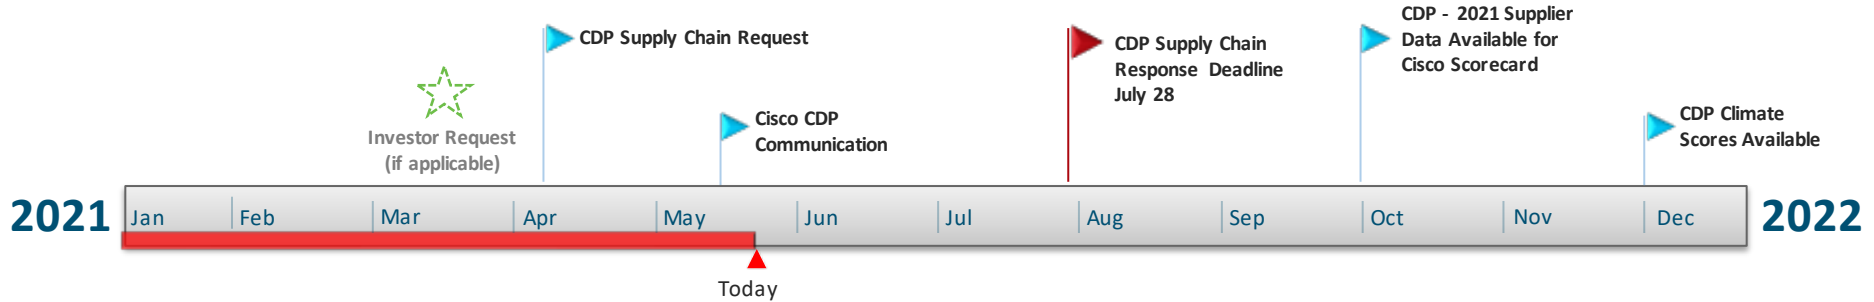 CDP Supply Chain Request
Investor Request
(if applicable)
Cisco CDP
Communication
CDP Supply Chain
Response Deadline
July 28
CDP - 2021 Supplier
Data Available for
Cisco Scorecard
CDP Climate
Scores Available
2021 Jan Feb Mar Apr May Jun Jul Aug Sep Oct Nov Dec 2022
Today